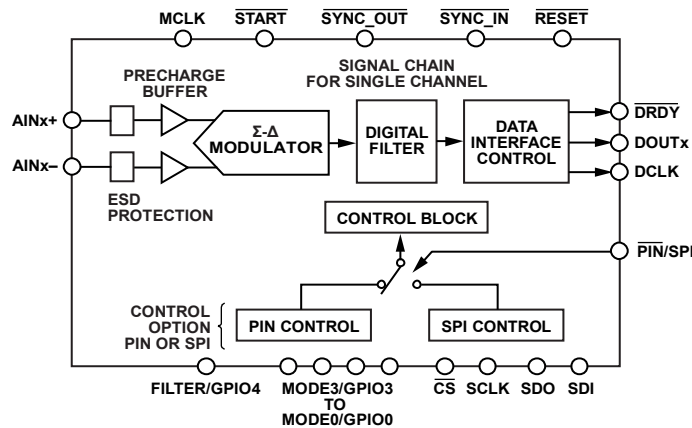 MCLK
START
SYNC_OUT
SYNC_IN
RESET
PRECHARGE
BUFFER
SIGNAL CHAIN
FOR SINGLE CHANNEL
AINx+
AINx–
Σ-Δ
MODULATOR
DIGITAL
FILTER
DATA
INTERFACE
CONTROL
DRDY
DOUTx
DCLK
ESD
PROTECTION
CONTROL BLOCK
PIN/SPI
CONTROL
OPTION
PIN OR SPI
PIN CONTROL
SPI CONTROL
FILTER/GPIO4
MODE3/GPIO3
TO
MODE0/GPIO0
CS
SCLK
SDO
SDI